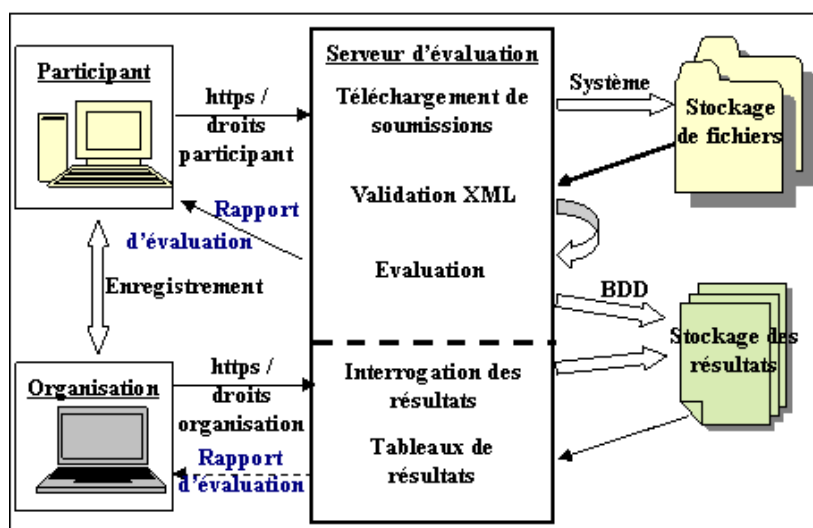 Participant
https /
droits
participant
Rapport
d'évaluation
Enregistrement
Organisation
https /
droits
organisation
Rapport
d'évaluation
Serveur d'évaluation
Téléchargement de
soumissions
Validation XML
Evaluation
Interrogation des
résultats
Tableaux de
résultats
Système
Stockage
de fichiers
BDD
Stockage des
résultats